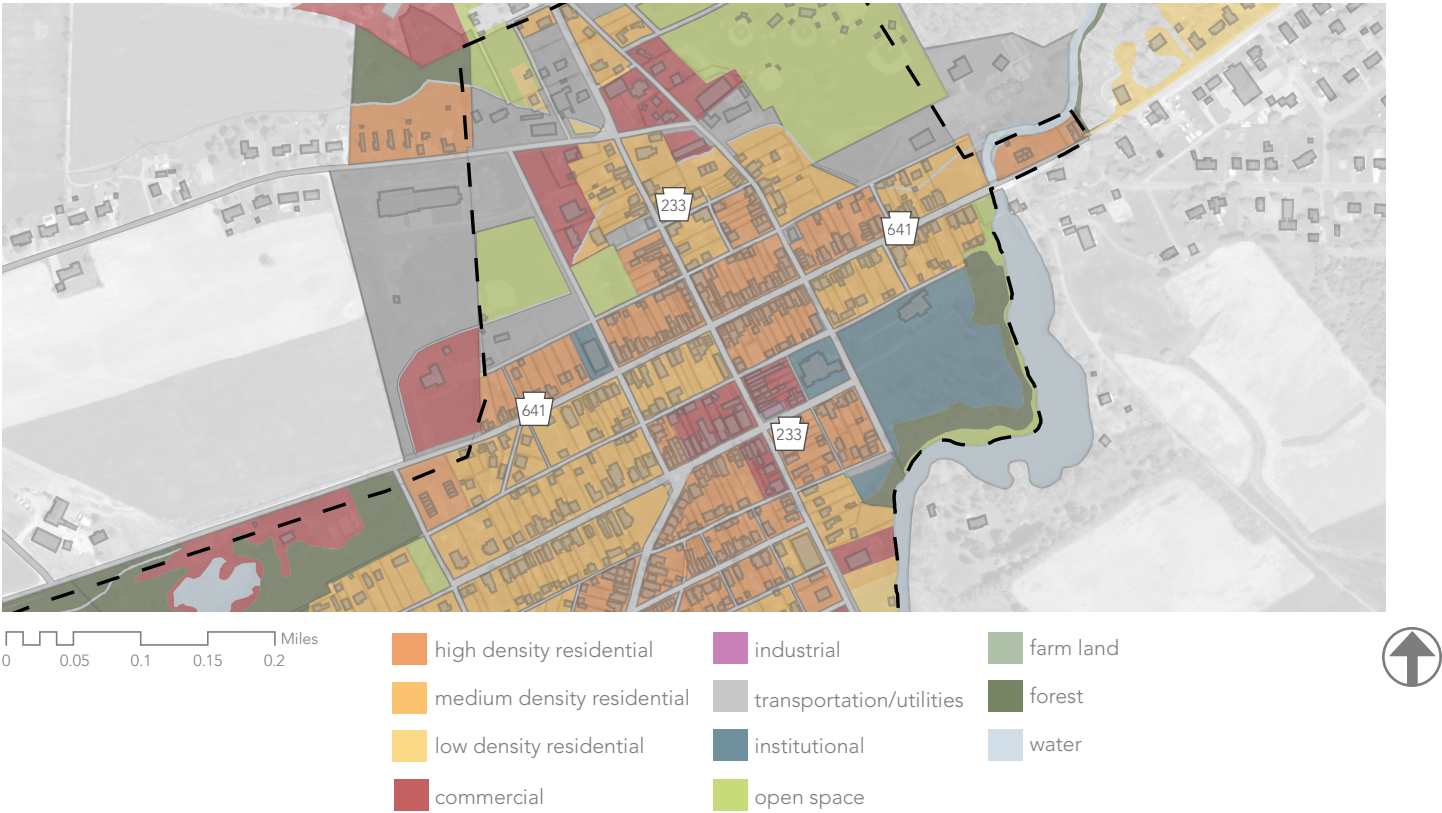 233
641
641
233
Miles
0 0.05 0.1 0.15 0.2
high density residential
medium density residential
low density residential
commercial
industrial
transportation/utilities
institutional
open space
farm land
forest
water